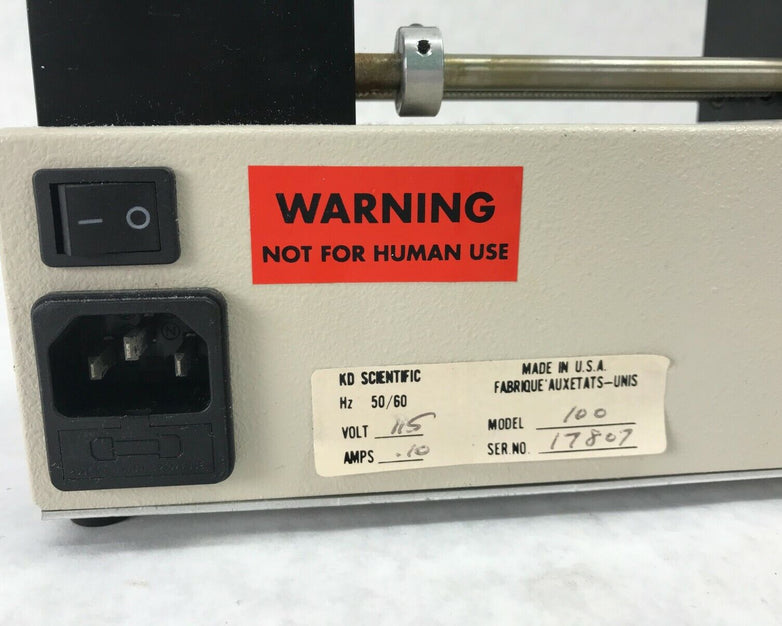 WARNING
NOT FOR HUMAN USE
KD SCIENTIFIC
Hz 50/60
VOLT 115
AMPS .10
MADE IN U.S.A.
FABRIQUE'AUXETATS-UNIS
MODEL 100
SER.NO. 17807